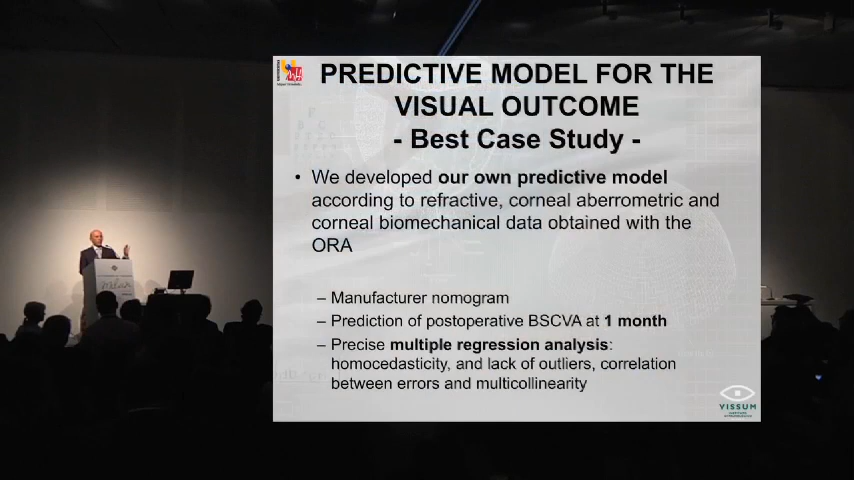 PREDICTIVE MODEL FOR THE
VISUAL OUTCOME
- Best Case Study -
• We developed our own predictive model
according to refractive, corneal aberrometric and
corneal biomechanical data obtained with the
ORA
– Manufacturer nomogram
– Prediction of postoperative BSCVA at 1 month
– Precise multiple regression analysis:
homocedasticity, and lack of outliers, correlation
between errors and multicollinearity
VISSUM